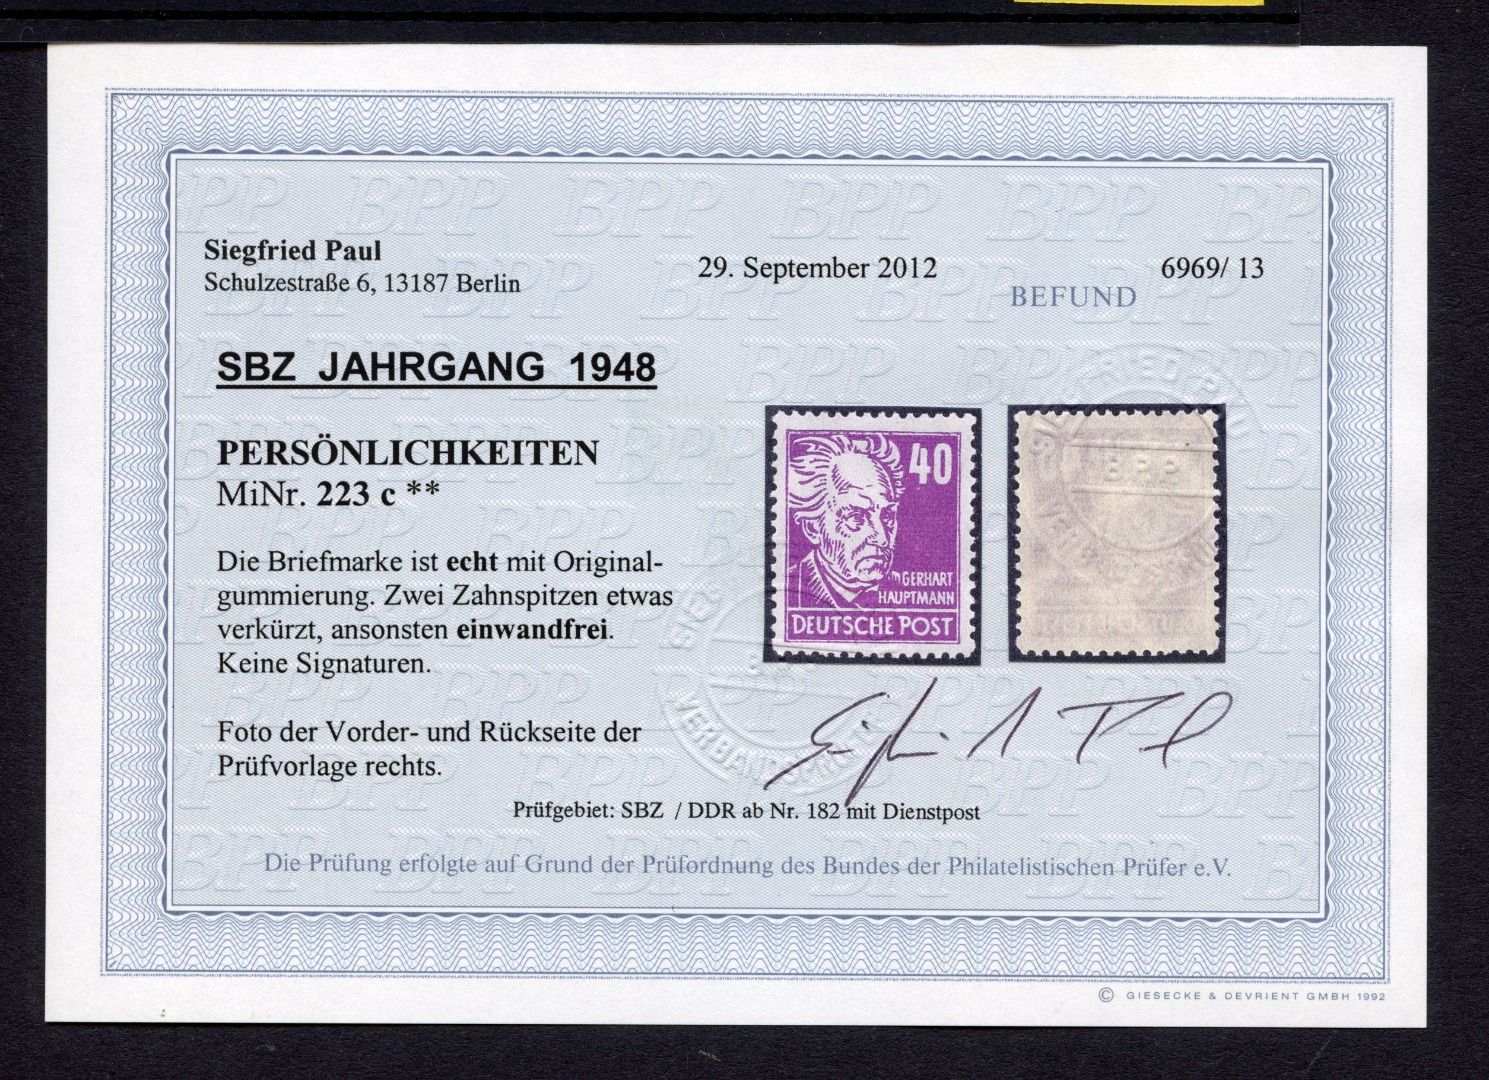 Siegfried Paul
Schulzestraße 6, 13187 Berlin
29. September 2012
6969/ 13
BEFUND
SBZ JAHRGANG 1948
PERSÖNLICHKEITEN
MiNr. 223 c **
Die Briefmarke ist echt mit Original-
gummierung. Zwei Zahnspitzen etwas
verkürzt, ansonsten einwandfrei.
Keine Signaturen.
Foto der Vorder- und Rückseite der
Prüfvorlage rechts.
40
GERHART
HAUPTMANN
DEUTSCHE POST
Prüfgebiet: SBZ / DDR ab Nr. 182 mit Dienstpost
Die Prüfung erfolgte auf Grund der Prüfordnung des Bundes der Philatelistischen Prüfer e.V.
© GIESECKE & DEVRIENT GMBH 1992